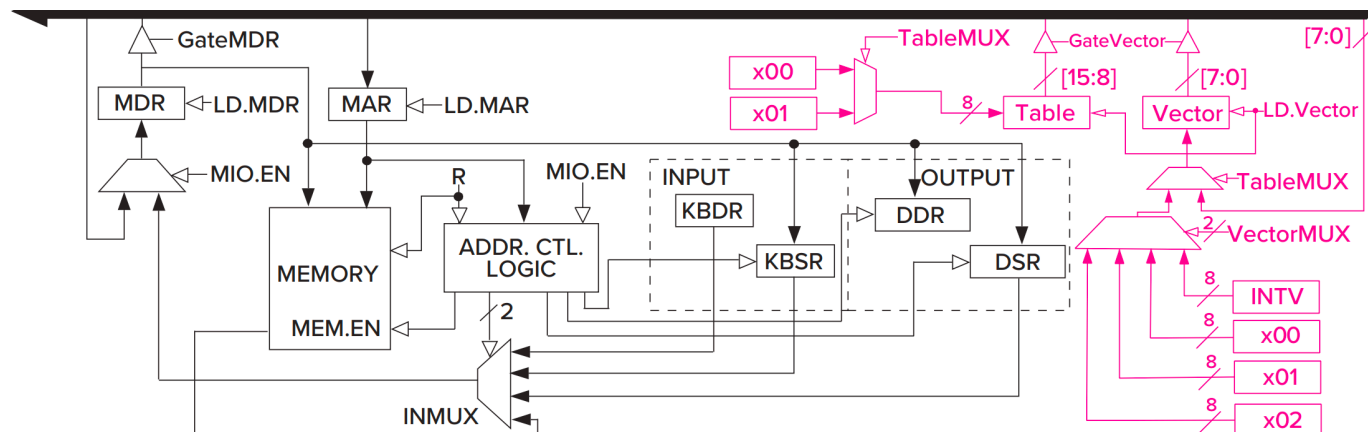 GateMDR
TableMUX
GateVector
[7:0]
x00
[15:8]
[7:0]
MDR
LD.MDR
MAR
LD.MAR
x01
8
Table
Vector
LD.Vector
MIO.EN
R
MIO.EN
INPUT
OUTPUT
TableMUX
KBDR
DDR
2
VectorMUX
MEMORY
ADDR. CTL.
LOGIC
KBSR
DSR
8
INTV
MEM.EN
2
8
x00
8
x01
INMUX
8
x02